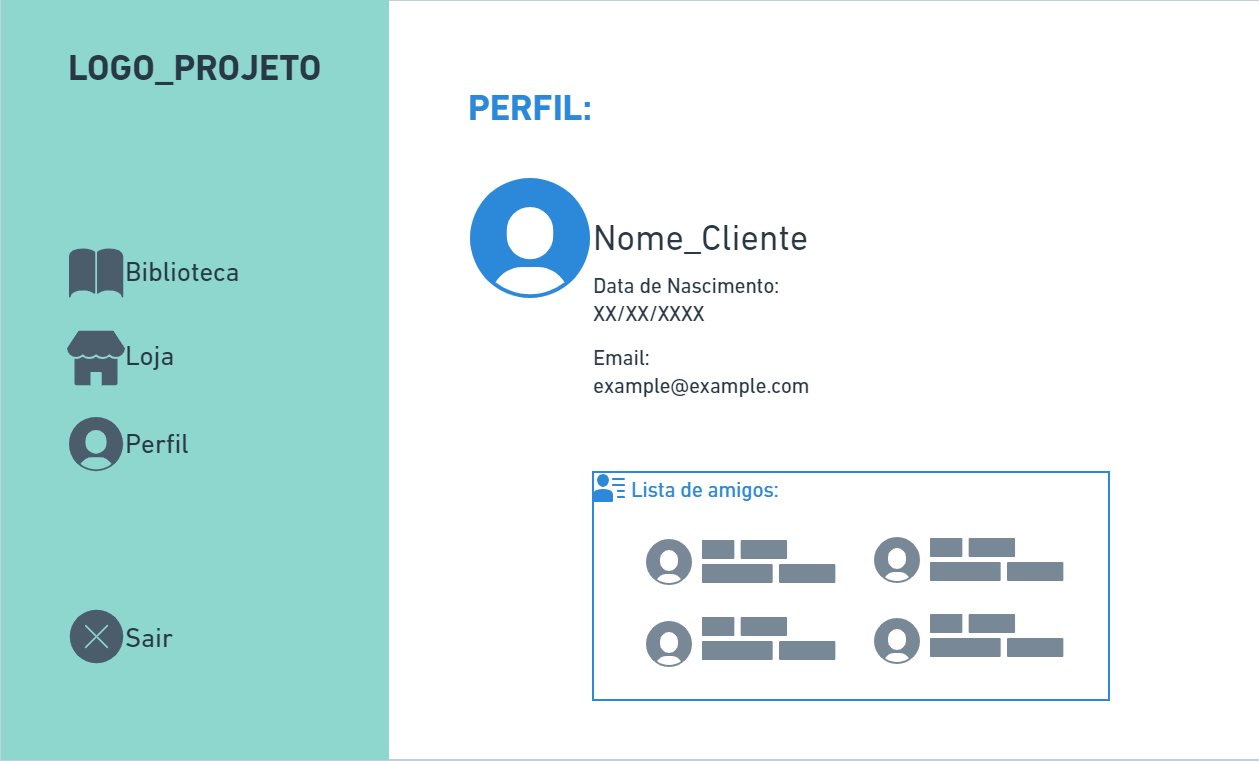 LOGO_PROJETO
Biblioteca
Loja
Perfil
Sair
PERFIL:
Nome_Cliente
Data de Nascimento:
XX/XX/XXXX
Email:
example@example.com
Lista de amigos: